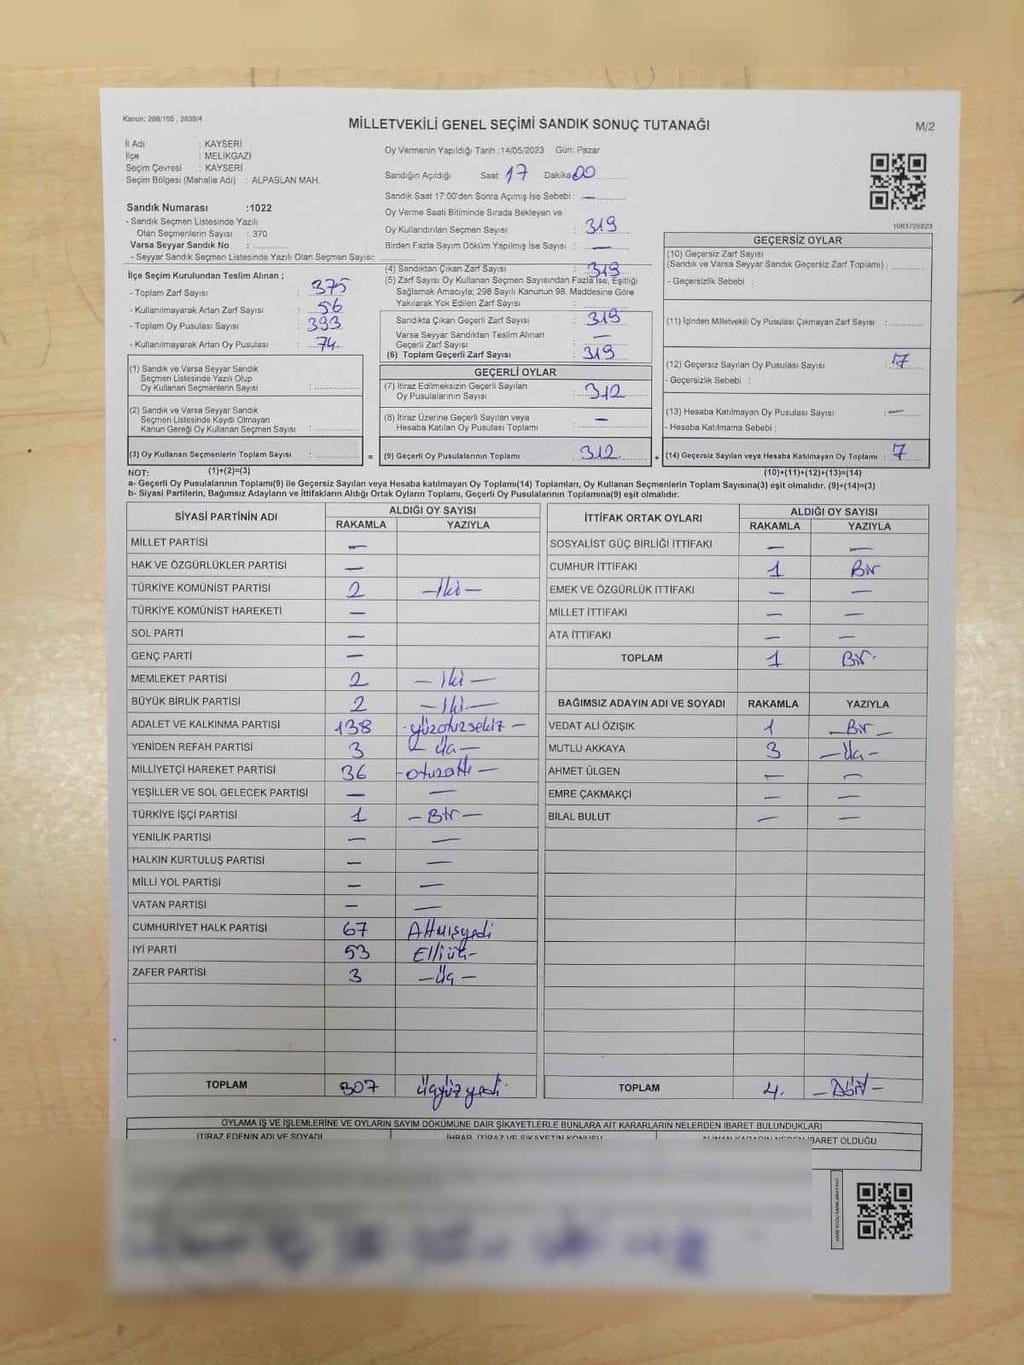 Kanun; 298/105 , 2839/4
MİLLETVEKİLİ GENEL SEÇİMİ SANDIK SONUÇ TUTANAĞI
M/2
İl Adı : KAYSERİ
İlçe : MELİKGAZİ
Seçim Çevresi : KAYSERİ
Seçim Bölgesi (Mahalle Adı) : ALPASLAN MAH.
Sandık Numarası :1022
- Sandık Seçmen Listesinde Yazılı
Olan Seçmenlerin Sayısı : 370
Varsa Seyyar Sandık No :
- Seyyar Sandık Seçmen Listesinde Yazılı Olan Seçmen Sayısı:
İlçe Seçim Kurulundan Teslim Alınan ;
- Toplam Zarf Sayısı : 375
- Kullanılmayarak Artan Zarf Sayısı : 56
- Toplam Oy Pusulası Sayısı : 393
- Kullanılmayarak Artan Oy Pusulası : 74
Oy Vermenin Yapıldığı Tarih :14/05/2023 Gün: Pazar
Sandığın Açıldığı Saat: 17 Dakika: 00
Sandık Saat 17:00'den Sonra Açımış İse Sebebi : —
Oy Verme Saati Bitiminde Sırada Bekleyen ve
Oy Kullandırılan Seçmen Sayısı : 319
Birden Fazla Sayım Döküm Yapılmış İse Sayısı : —
(4) Sandıktan Çıkan Zarf Sayısı : 319
(5) Zarf Sayısı Oy Kullanan Seçmen Sayısından Fazla İse, Eşitliği
Sağlamak Amacıyla; 298 Sayılı Kanunun 98. Maddesine Göre
Yakılarak Yok Edilen Zarf Sayısı :
Sandıkta Çıkan Geçerli Zarf Sayısı : 319
Varsa Seyyar Sandıktan Teslim Alınan
Geçerli Zarf Sayısı : —
(6) Toplam Geçerli Zarf Sayısı : 319
1083725823
GEÇERSİZ OYLAR
(10) Geçersiz Zarf Sayısı
(Sandık ve Varsa Seyyar Sandık Geçersiz Zarf Toplamı) :
- Geçersizlik Sebebi :
(11) İçinden Milletvekili Oy Pusulası Çıkmayan Zarf Sayısı :
(12) Geçersiz Sayılan Oy Pusulası Sayısı : 7
- Geçersizlik Sebebi :
(13) Hesaba Katılmayan Oy Pusulası Sayısı : —
- Hesaba Katılmama Sebebi :
(14) Geçersiz Sayılan veya Hesaba Katılmayan Oy Toplamı : 7
(1) Sandık ve Varsa Seyyar Sandık
Seçmen Listesinde Yazılı Olup
Oy Kullanan Seçmenlerin Sayısı :
(2) Sandık ve Varsa Seyyar Sandık
Seçmen Listesinde Kayıtlı Olmayan
Kanun Gereği Oy Kullanan Seçmen Sayısı :
(3) Oy Kullanan Seçmenlerin Toplam Sayısı :
GEÇERLİ OYLAR
(7) İtiraz Edilmeksizin Geçerli Sayılan
Oy Pusulalarının Sayısı : 312
(8) İtiraz Üzerine Geçerli Sayılan veya
Hesaba Katılan Oy Pusulası Toplamı : —
= (9) Geçerli Oy Pusulalarının Toplamı : 312 +
NOT: (1)+(2)=(3) (10)+(11)+(12)+(13)=(14)
a- Geçerli Oy Pusulalarının Toplamı(9) ile Geçersiz Sayılan veya Hesaba Katılmayan Oy Toplamı(14) Toplamları, Oy Kullanan Seçmenlerin Toplam Sayısına(3) eşit olmalıdır. (9)+(14)=(3)
b- Siyasi Partilerin, Bağımsız Adayların ve İttifakların Aldığı Ortak Oyların Toplamı, Geçerli Oy Pusulalarının Toplamına(9) eşit olmalıdır.
SİYASİ PARTİNİN ADI ALDIĞI OY SAYISI
RAKAMLA YAZIYLA
MİLLET PARTİSİ —
HAK VE ÖZGÜRLÜKLER PARTİSİ —
TÜRKİYE KOMÜNİST PARTİSİ 2 —İki—
TÜRKİYE KOMÜNİST HAREKETİ —
SOL PARTİ —
GENÇ PARTİ —
MEMLEKET PARTİSİ 2 —İki—
BÜYÜK BİRLİK PARTİSİ 2 —İki—
ADALET VE KALKINMA PARTİSİ 138 -yüzotuzsekiz—
YENİDEN REFAH PARTİSİ 3 — Üç—
MİLLİYETÇİ HAREKET PARTİSİ 36 -otuzaltı—
YEŞİLLER VE SOL GELECEK PARTİSİ — —
TÜRKİYE İŞÇİ PARTİSİ 1 —Bir—
YENİLİK PARTİSİ — —
HALKIN KURTULUŞ PARTİSİ — —
MİLLİ YOL PARTİSİ — —
VATAN PARTİSİ — —
CUMHURİYET HALK PARTİSİ 67 Altmışyedi
İYİ PARTİ 53 Elliüç-
ZAFER PARTİSİ 3 —Üç—
TOPLAM 307 Üçyüzyedi
İTTİFAK ORTAK OYLARI ALDIĞI OY SAYISI
RAKAMLA YAZIYLA
SOSYALİST GÜÇ BİRLİĞİ İTTİFAKI — —
CUMHUR İTTİFAKI 1 Bir
EMEK VE ÖZGÜRLÜK İTTİFAKI — —
MİLLET İTTİFAKI — —
ATA İTTİFAKI — —
TOPLAM 1 Bir
BAĞIMSIZ ADAYIN ADI VE SOYADI RAKAMLA YAZIYLA
VEDAT ALİ ÖZIŞIK 1 —Bir—
MUTLU AKKAYA 3 —Üç—
AHMET ÜLGEN — —
EMRE ÇAKMAKÇİ — —
BİLAL BULUT — —
TOPLAM 4. —Dört—
OYLAMA İŞ VE İŞLEMLERİNE VE OYLARIN SAYIM DÖKÜMÜNE DAİR ŞİKAYETLERLE BUNLARA AİT KARARLARIN NELERDEN İBARET BULUNDUKLARI
İTİRAZ EDENİN ADI VE SOYADI İHBAR, İTİRAZ VE ŞİKAYETİN KONUSU ALINAN KARARIN NEDEN İBARET OLDUĞU